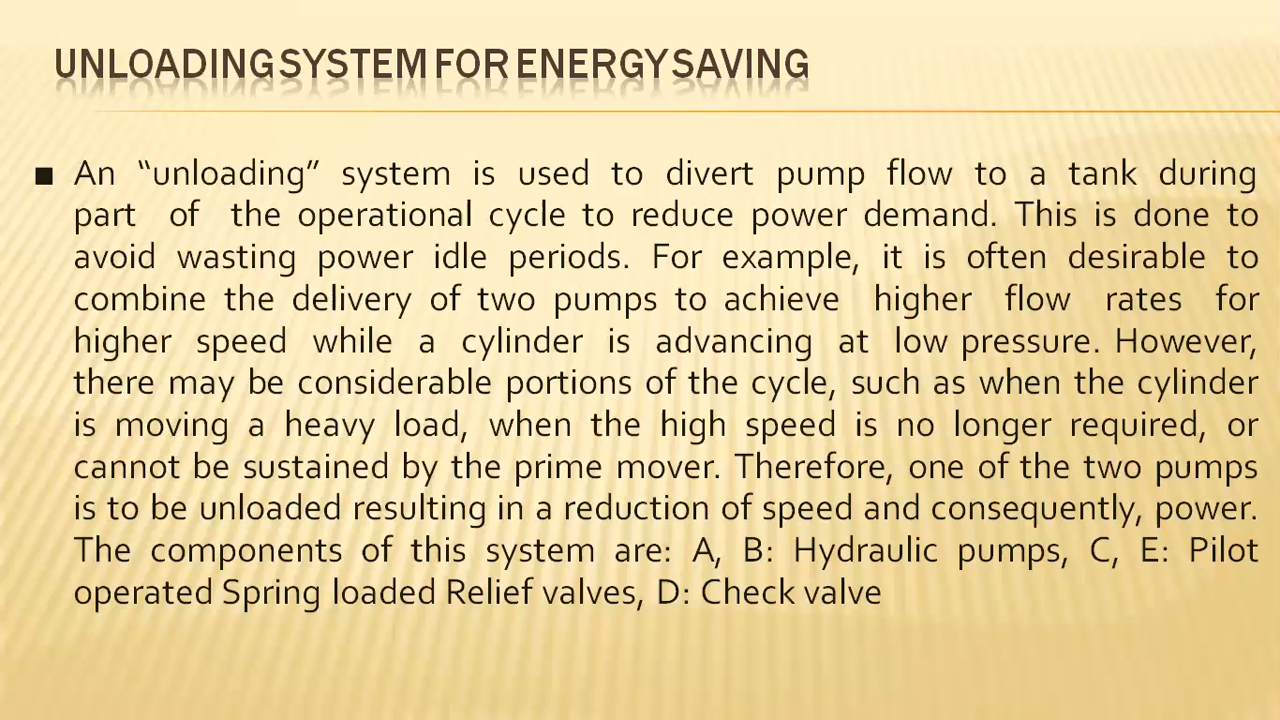 UNLOADING SYSTEM FOR ENERGY SAVING
■ An “unloading” system is used to divert pump flow to a tank during
part of the operational cycle to reduce power demand. This is done to
avoid wasting power idle periods. For example, it is often desirable to
combine the delivery of two pumps to achieve higher flow rates for
higher speed while a cylinder is advancing at low pressure. However,
there may be considerable portions of the cycle, such as when the cylinder
is moving a heavy load, when the high speed is no longer required, or
cannot be sustained by the prime mover. Therefore, one of the two pumps
is to be unloaded resulting in a reduction of speed and consequently, power.
The components of this system are: A, B: Hydraulic pumps, C, E: Pilot
operated Spring loaded Relief valves, D: Check valve